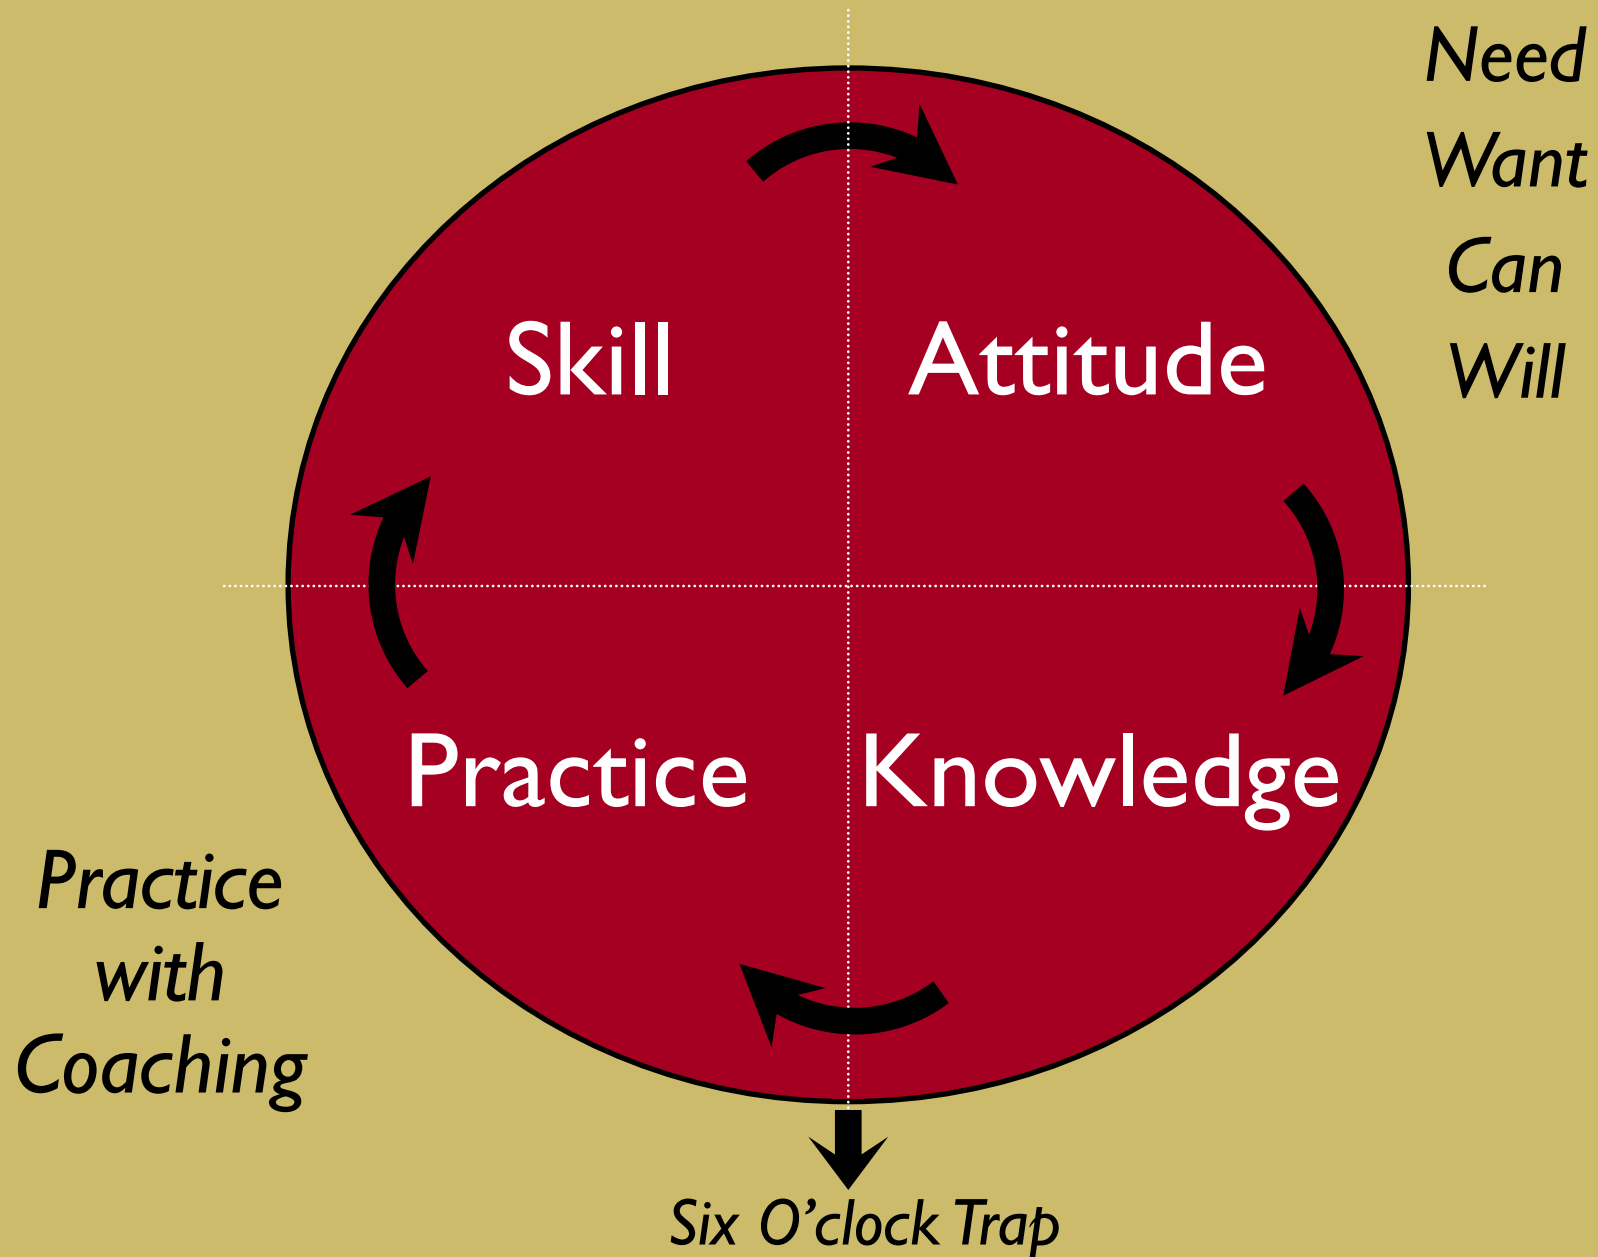 Need
Want
Can
Will
Skill
Attitude
Practice
Knowledge
Practice
with
Coaching
Six O’clock Trap